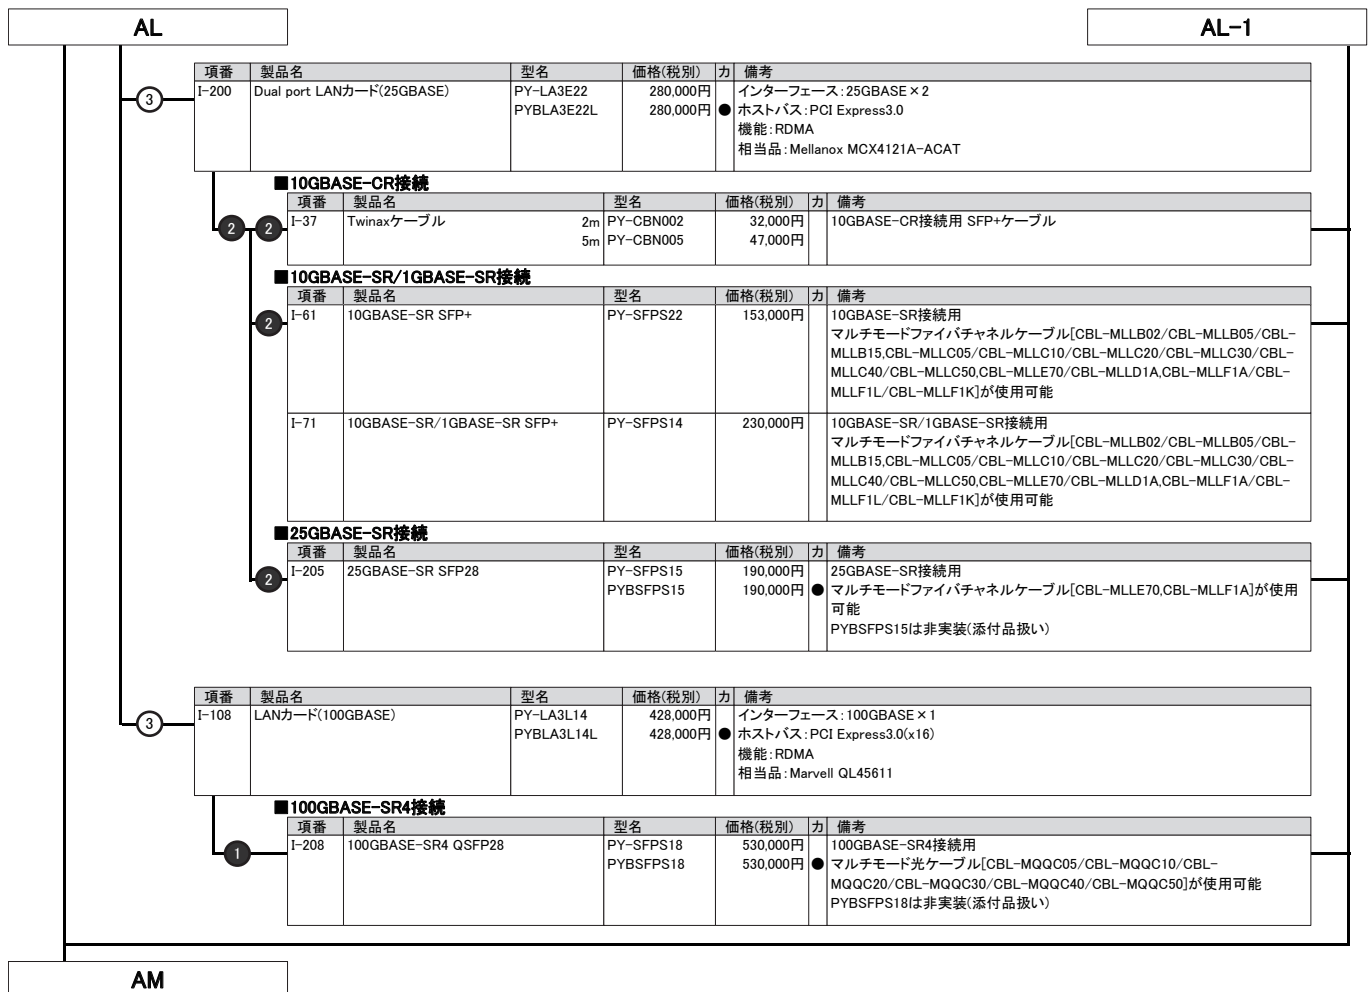 AL
AL-1
項番 製品名 型名 価格(税別) カ 備考
③ I-200 Dual port LANカード(25GBASE) PY-LA3E22 280,000円 インターフェース:25GBASE×2
PYBLA3E22L 280,000円 ● ホストバス:PCI Express3.0
機能:RDMA
相当品:Mellanox MCX4121A-ACAT
■10GBASE-CR接続
項番 製品名 型名 価格(税別) カ 備考
❷ ❷ I-37 Twinaxケーブル 2m PY-CBN002 32,000円 10GBASE-CR接続用 SFP+ケーブル
5m PY-CBN005 47,000円
■10GBASE-SR/1GBASE-SR接続
項番 製品名 型名 価格(税別) カ 備考
❷ I-61 10GBASE-SR SFP+ PY-SFPS22 153,000円 10GBASE-SR接続用
マルチモードファイバチャネルケーブル[CBL-MLLB02/CBL-MLLB05/CBL-
MLLB15,CBL-MLLC05/CBL-MLLC10/CBL-MLLC20/CBL-MLLC30/CBL-
MLLC40/CBL-MLLC50,CBL-MLLE70/CBL-MLLD1A,CBL-MLLF1A/CBL-
MLLF1L/CBL-MLLF1K]が使用可能
I-71 10GBASE-SR/1GBASE-SR SFP+ PY-SFPS14 230,000円 10GBASE-SR/1GBASE-SR接続用
マルチモードファイバチャネルケーブル[CBL-MLLB02/CBL-MLLB05/CBL-
MLLB15,CBL-MLLC05/CBL-MLLC10/CBL-MLLC20/CBL-MLLC30/CBL-
MLLC40/CBL-MLLC50,CBL-MLLE70/CBL-MLLD1A,CBL-MLLF1A/CBL-
MLLF1L/CBL-MLLF1K]が使用可能
■25GBASE-SR接続
項番 製品名 型名 価格(税別) カ 備考
❷ I-205 25GBASE-SR SFP28 PY-SFPS15 190,000円 25GBASE-SR接続用
PYBSFPS15 190,000円 ● マルチモードファイバチャネルケーブル[CBL-MLLE70,CBL-MLLF1A]が使用
可能
PYBSFPS15は非実装(添付品扱い)
項番 製品名 型名 価格(税別) カ 備考
③ I-108 LANカード(100GBASE) PY-LA3L14 428,000円 インターフェース:100GBASE×1
PYBLA3L14L 428,000円 ● ホストバス:PCI Express3.0(x16)
機能:RDMA
相当品:Marvell QL45611
■100GBASE-SR4接続
項番 製品名 型名 価格(税別) カ 備考
❶ I-208 100GBASE-SR4 QSFP28 PY-SFPS18 530,000円 100GBASE-SR4接続用
PYBSFPS18 530,000円 ● マルチモード光ケーブル[CBL-MQQC05/CBL-MQQC10/CBL-
MQQC20/CBL-MQQC30/CBL-MQQC40/CBL-MQQC50]が使用可能
PYBSFPS18は非実装(添付品扱い)
AM